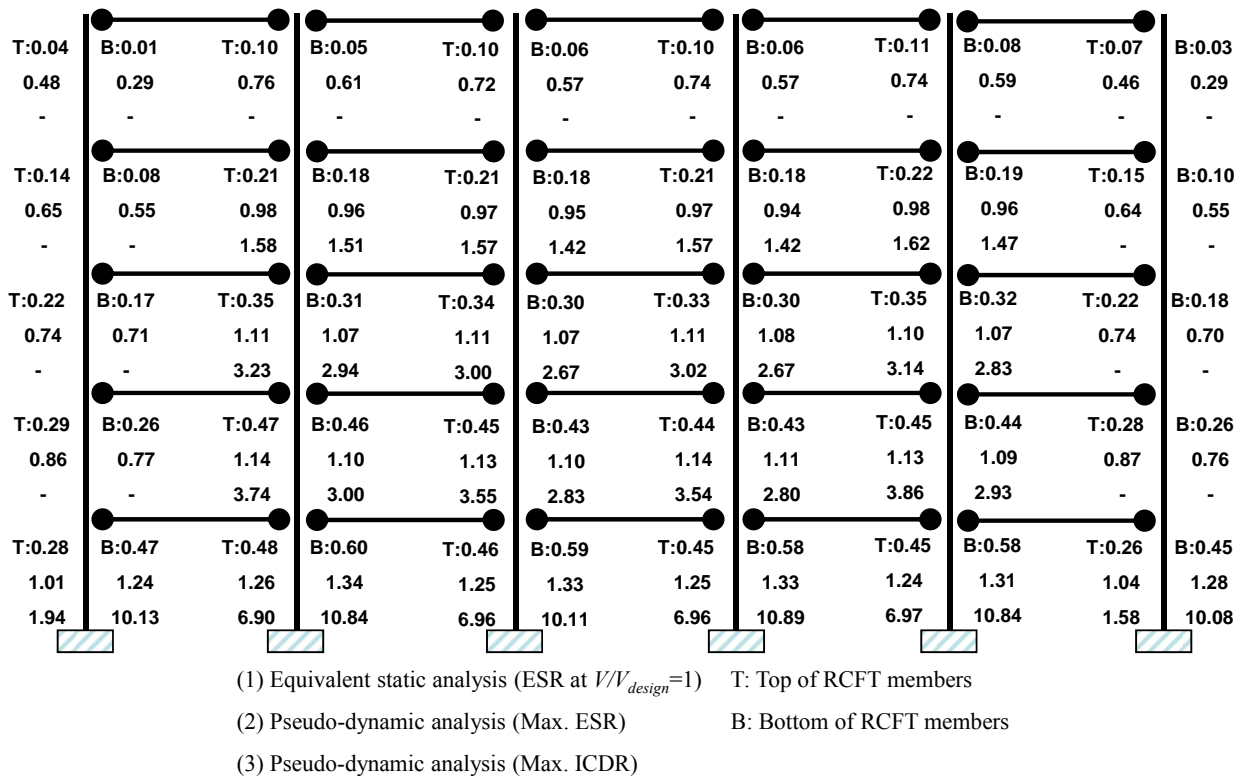 T:0.04 B:0.01 T:0.10 B:0.05 T:0.10 B:0.06 T:0.10 B:0.06 T:0.11 B:0.08 T:0.07 B:0.03
0.48 0.29 0.76 0.61 0.72 0.57 0.74 0.57 0.74 0.59 0.46 0.29
- - - - - - - - - - - -
T:0.14 B:0.08 T:0.21 B:0.18 T:0.21 B:0.18 T:0.21 B:0.18 T:0.22 B:0.19 T:0.15 B:0.10
0.65 0.55 0.98 0.96 0.97 0.95 0.97 0.94 0.98 0.96 0.64 0.55
- - 1.58 1.51 1.57 1.42 1.57 1.42 1.62 1.47 - -
T:0.22 B:0.17 T:0.35 B:0.31 T:0.34 B:0.30 T:0.33 B:0.30 T:0.35 B:0.32 T:0.22 B:0.18
0.74 0.71 1.11 1.07 1.11 1.07 1.11 1.08 1.10 1.07 0.74 0.70
- - 3.23 2.94 3.00 2.67 3.02 2.67 3.14 2.83 - -
T:0.29 B:0.26 T:0.47 B:0.46 T:0.45 B:0.43 T:0.44 B:0.43 T:0.45 B:0.44 T:0.28 B:0.26
0.86 0.77 1.14 1.10 1.13 1.10 1.14 1.11 1.13 1.09 0.87 0.76
- - 3.74 3.00 3.55 2.83 3.54 2.80 3.86 2.93 - -
T:0.28 B:0.47 T:0.48 B:0.60 T:0.46 B:0.59 T:0.45 B:0.58 T:0.45 B:0.58 T:0.26 B:0.45
1.01 1.24 1.26 1.34 1.25 1.33 1.25 1.33 1.24 1.31 1.04 1.28
1.94 10.13 6.90 10.84 6.96 10.11 6.96 10.89 6.97 10.84 1.58 10.08
(1) Equivalent static analysis (ESR at V/V_design=1) T: Top of RCFT members
(2) Pseudo-dynamic analysis (Max. ESR) B: Bottom of RCFT members
(3) Pseudo-dynamic analysis (Max. ICDR)